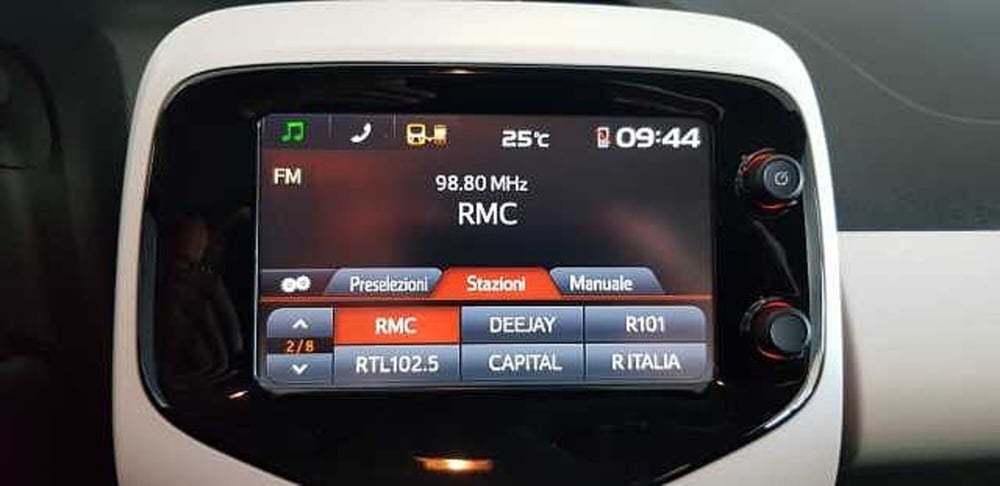 25°C 09:44
FM
98.80 MHz
RMC
Preselezioni Stazioni Manuale
RMC DEEJAY R101
2/8
RTL102.5 CAPITAL R ITALIA